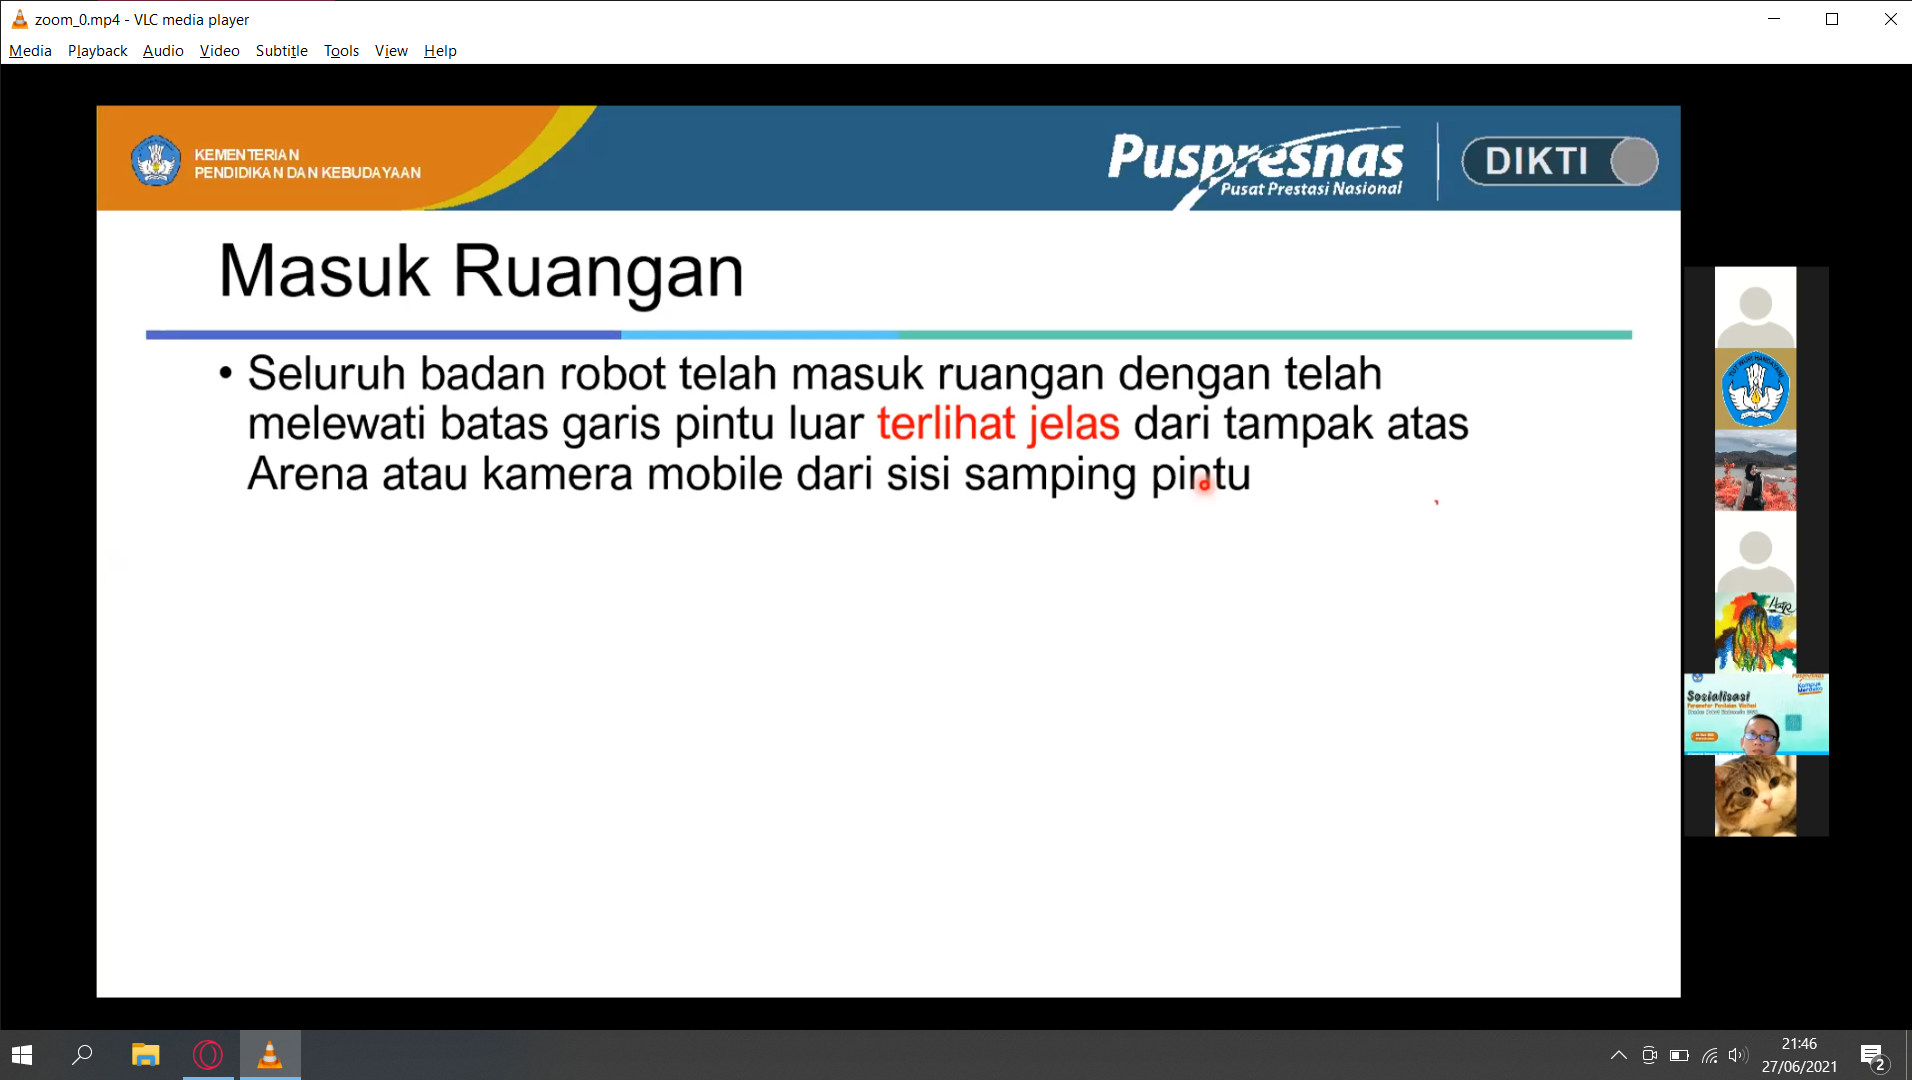 zoom_0.mp4 - VLC media player
Media Playback Audio Video Subtitle Tools View Help
KEMENTERIAN
PENDIDIKAN DAN KEBUDAYAAN
Puspresnas
Pusat Prestasi Nasional
DIKTI
Masuk Ruangan
• Seluruh badan robot telah masuk ruangan dengan telah
melewati batas garis pintu luar terlihat jelas dari tampak atas
Arena atau kamera mobile dari sisi samping pintu
Sosialisasi
21:46
27/06/2021
2